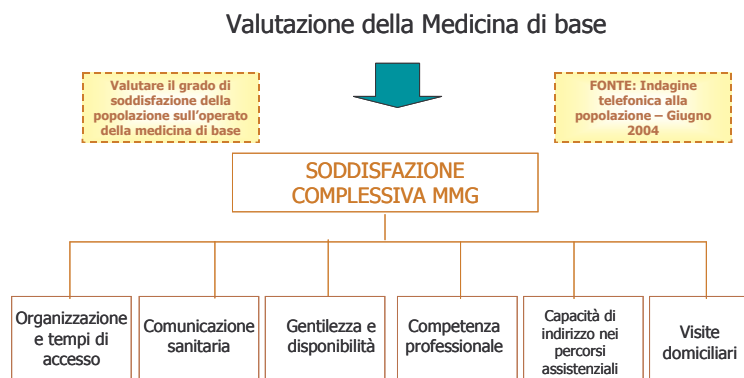 Valutazione della Medicina di base
Valutare il grado di
soddisfazione della
popolazione sull'operato
della medicina di base
FONTE: Indagine
telefonica alla
popolazione – Giugno
2004
SODDISFAZIONE
COMPLESSIVA MMG
Organizzazione
e tempi di
accesso
Comunicazione
sanitaria
Gentilezza e
disponibilità
Competenza
professionale
Capacità di
indirizzo nei
percorsi
assistenziali
Visite
domiciliari